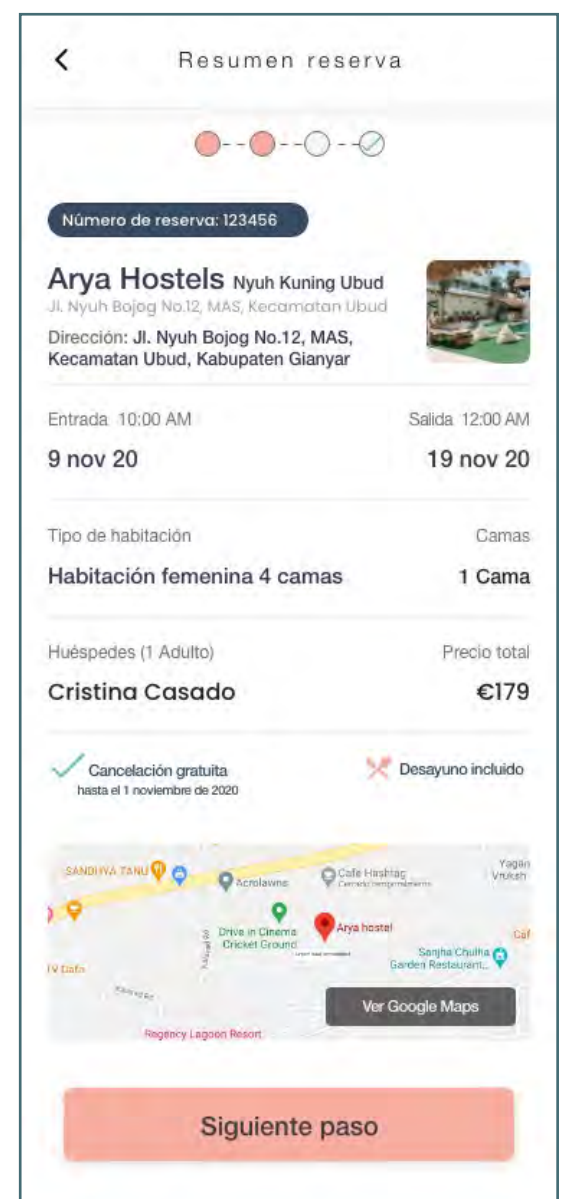 Resumen reserva
Número de reserva: 123456
Arya Hostels Nyuh Kuning Ubud
Jl. Nyuh Bojog No.12, MAS, Kecamatan Ubud
Dirección: Jl. Nyuh Bojog No.12, MAS,
Kecamatan Ubud, Kabupaten Gianyar
Entrada 10:00 AM
Salida 12:00 AM
9 nov 20
19 nov 20
Tipo de habitación
Camas
Habitación femenina 4 camas
1 Cama
Huéspedes (1 Adulto)
Precio total
Cristina Casado
€179
Cancelación gratuita
hasta el 1 noviembre de 2020
Desayuno incluido
SANDHYA TANU
Acrolawns
Cafe Hashtag
Cerrado temporalmente
Yagan
Vruksh
Drive in Cinema
Cricket Ground
Arya hostel
Caf
Sanjha Chulha
Garden Restaurant...
Ver Google Maps
Regency Lagoon Resort
Siguiente paso